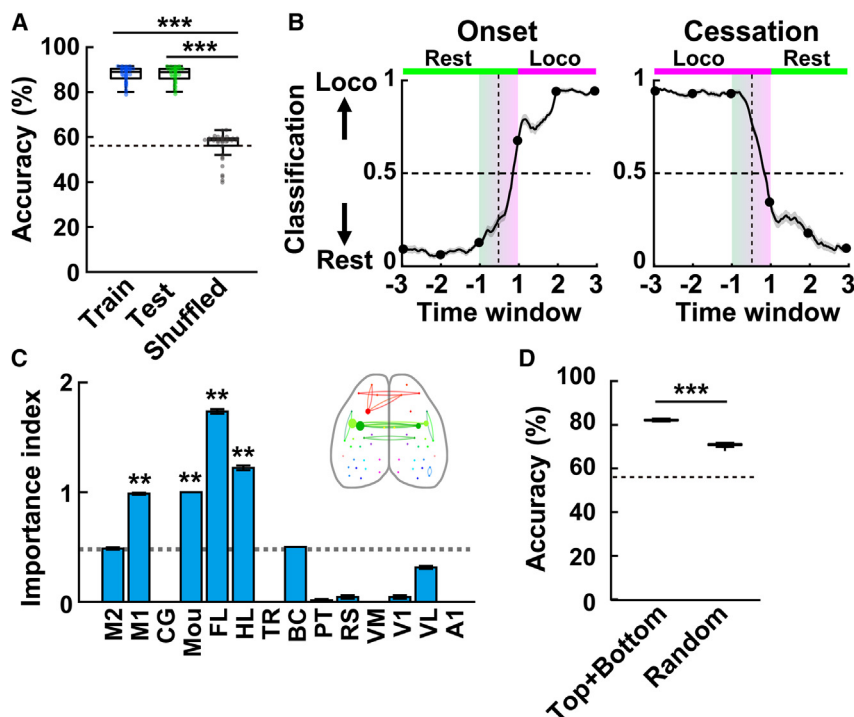 A
***
***
100
80
60
40
20
0
Accuracy (%)
Train
Test
Shuffled
B
Onset
Rest
Loco
Loco
Classification
0.5
Rest
0
-3
-2
-1
1
2
3
Time window
Cessation
Loco
Rest
1
0.5
0
-3
-2
-1
1
2
3
Time window
C
Importance index
2
1
0
**
**
**
**
M2
M1
CG
Mou
FL
HL
TR
BC
PT
RS
VM
V1
VL
A1
D
***
100
80
60
40
20
0
Accuracy (%)
Top+Bottom
Random